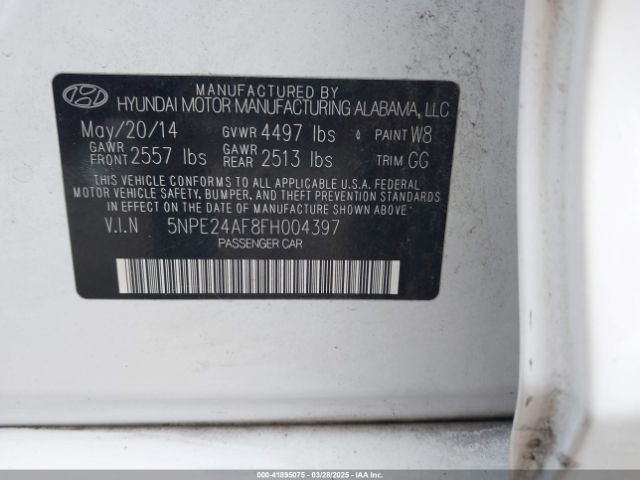 MANUFACTURED BY
HYUNDAI MOTOR MANUFACTURING ALABAMA, LLC
May/20/14 GVWR 4497 lbs PAINT W8
GAWR FRONT 2557 lbs GAWR REAR 2513 lbs TRIM GG
THIS VEHICLE CONFORMS TO ALL APPLICABLE U.S.A. FEDERAL
MOTOR VEHICLE SAFETY, BUMPER, AND THEFT PREVENTION STANDARDS
IN EFFECT ON THE DATE OF MANUFACTURE SHOWN ABOVE.
V.I.N 5NPE24AF8FH004397
PASSENGER CAR
000-41895075 03/28/2025 IAAI.COM